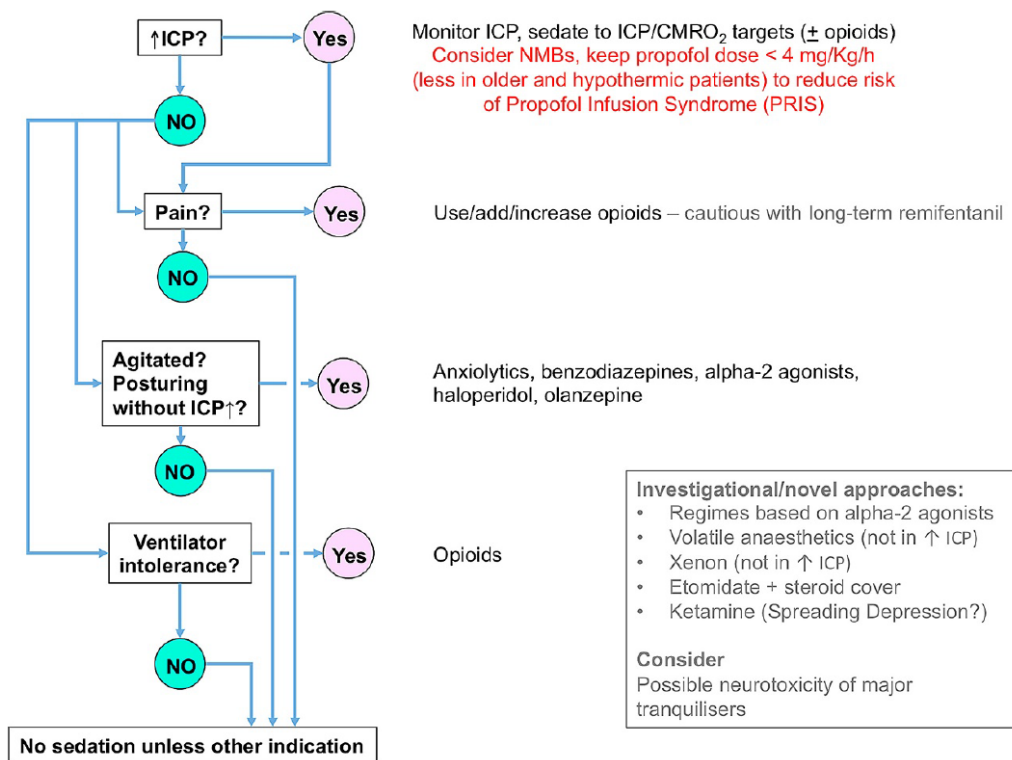 ↑ICP?
Yes
Monitor ICP, sedate to ICP/CMRO₂ targets (± opioids)
Consider NMBs, keep propofol dose < 4 mg/Kg/h
(less in older and hypothermic patients) to reduce risk
of Propofol Infusion Syndrome (PRIS)
NO
Pain?
Yes
Use/add/increase opioids – cautious with long-term remifentanil
NO
Agitated?
Posturing
without ICP↑?
Yes
Anxiolytics, benzodiazepines, alpha-2 agonists,
haloperidol, olanzepine
NO
Ventilator
intolerance?
Yes
Opioids
NO
No sedation unless other indication
Investigational/novel approaches:
• Regimes based on alpha-2 agonists
• Volatile anaesthetics (not in ↑ ICP)
• Xenon (not in ↑ ICP)
• Etomidate + steroid cover
• Ketamine (Spreading Depression?)
Consider
Possible neurotoxicity of major
tranquilisers